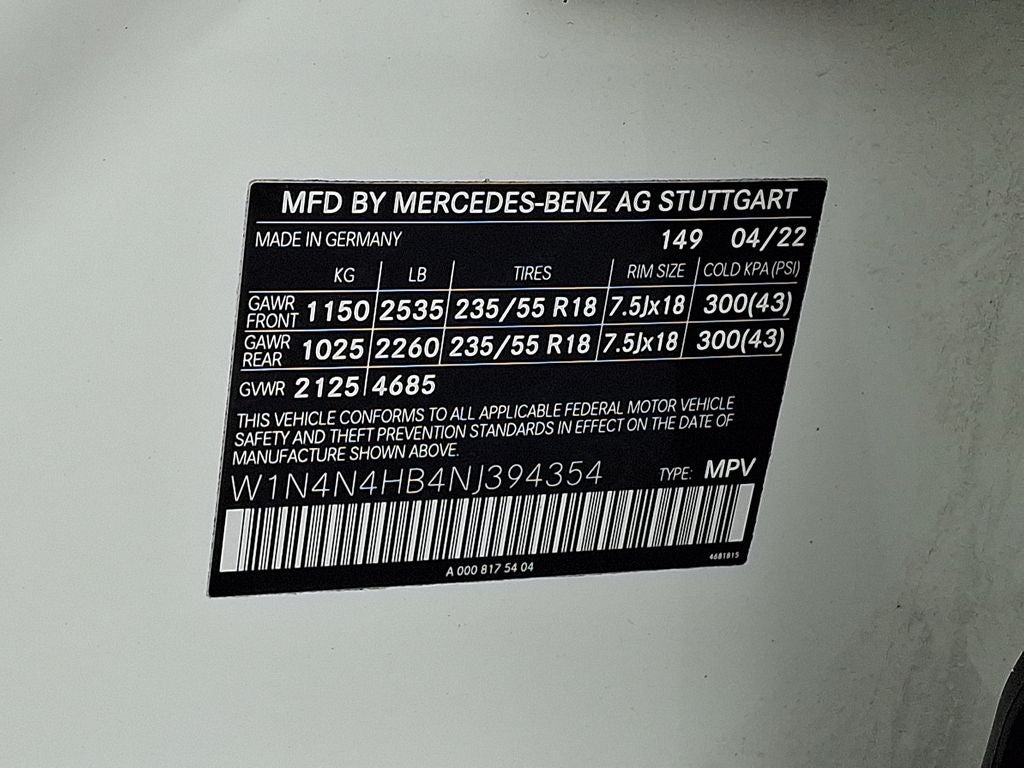 MFD BY MERCEDES-BENZ AG STUTTGART
MADE IN GERMANY 149 04/22
KG LB TIRES RIM SIZE COLD KPA (PSI)
GAWR FRONT 1150 2535 235/55 R18 7.5Jx18 300(43)
GAWR REAR 1025 2260 235/55 R18 7.5Jx18 300(43)
GVWR 2125 4685
THIS VEHICLE CONFORMS TO ALL APPLICABLE FEDERAL MOTOR VEHICLE
SAFETY AND THEFT PREVENTION STANDARDS IN EFFECT ON THE DATE OF
MANUFACTURE SHOWN ABOVE.
W1N4N4HB4NJ394354 TYPE: MPV
4681815
A 000 817 54 04